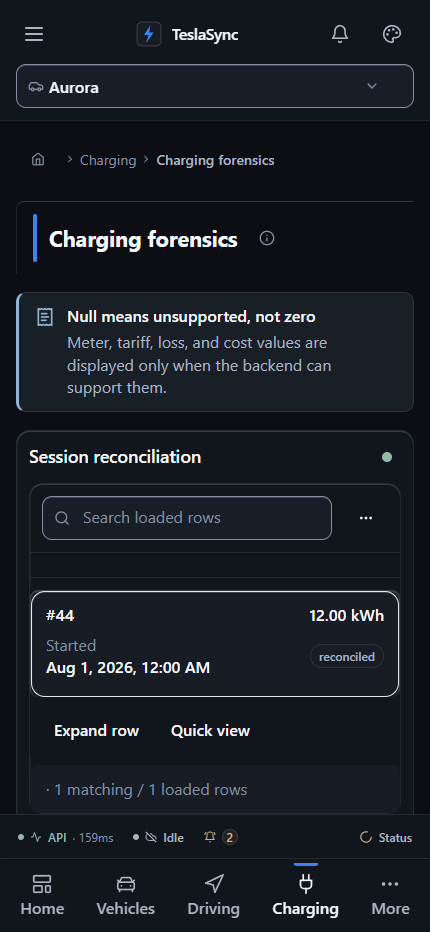 TeslaSync
Aurora
Charging
Charging forensics
Charging forensics
Null means unsupported, not zero
Meter, tariff, loss, and cost values are
displayed only when the backend can
support them.
Session reconciliation
Search loaded rows
#44
12.00 kWh
Started
Aug 1, 2026, 12:00 AM
reconciled
Expand row
Quick view
· 1 matching / 1 loaded rows
API · 159ms
Idle
2
Status
Home
Vehicles
Driving
Charging
More